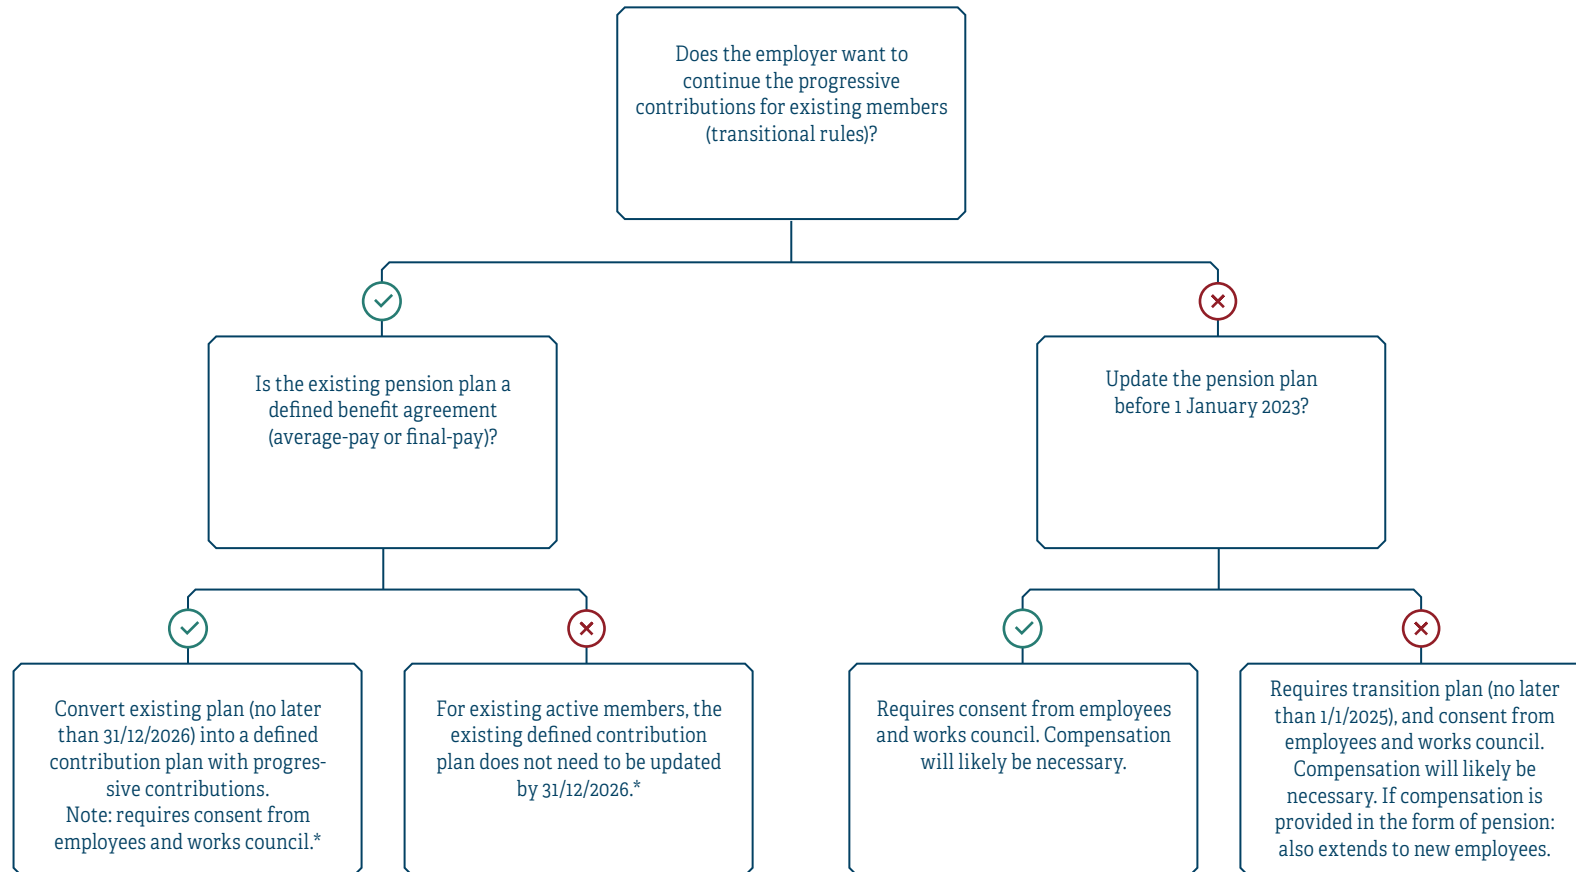 Does the employer want to
continue the progressive
contributions for existing members
(transitional rules)?
Is the existing pension plan a
defined benefit agreement
(average-pay or final-pay)?
Update the pension plan
before 1 January 2023?
Convert existing plan (no later
than 31/12/2026) into a defined
contribution plan with progres-
sive contributions.
Note: requires consent from
employees and works council.*
For existing active members, the
existing defined contribution
plan does not need to be updated
by 31/12/2026.*
Requires consent from employees
and works council. Compensation
will likely be necessary.
Requires transition plan (no later
than 1/1/2025), and consent from
employees and works council.
Compensation will likely be
necessary. If compensation is
provided in the form of pension:
also extends to new employees.